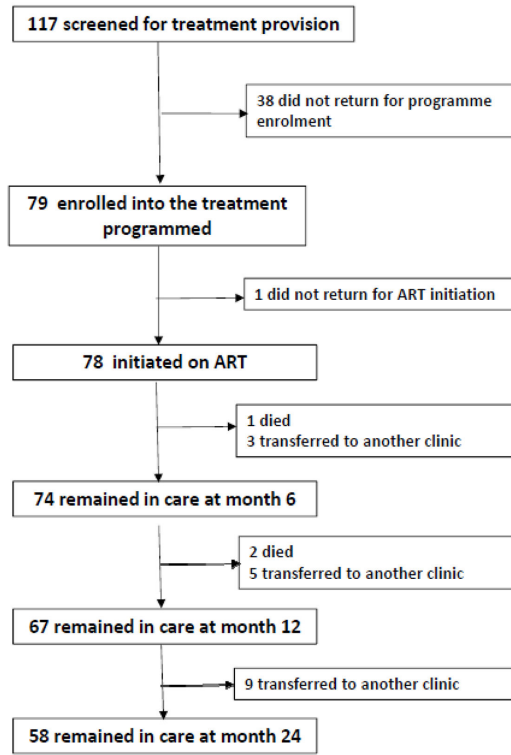 117 screened for treatment provision
38 did not return for programme
enrolment
79 enrolled into the treatment
programmed
1 did not return for ART initiation
78 initiated on ART
1 died
3 transferred to another clinic
74 remained in care at month 6
2 died
5 transferred to another clinic
67 remained in care at month 12
9 transferred to another clinic
58 remained in care at month 24